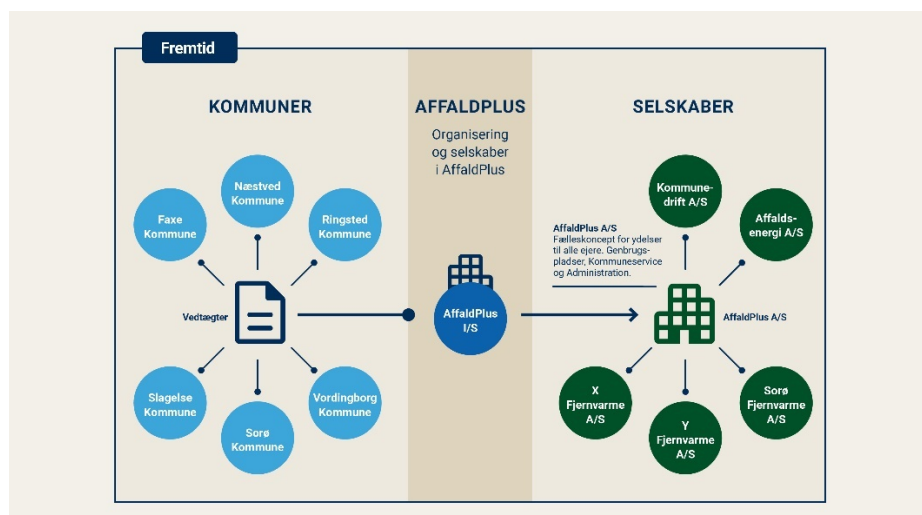 Fremtid
KOMMUNER
Næstved
Kommune
Faxe
Kommune
Ringsted
Kommune
Vedtægter
Slagelse
Kommune
Sorø
Kommune
Vordingborg
Kommune
AFFALDPLUS
Organisering
og selskaber
i AffaldPlus
AffaldPlus
I/S
SELSKABER
Kommune-
drift A/S
Affalds-
energi A/S
AffaldPlus A/S
Fælleskoncept for ydelser
til alle ejere. Genbrugs-
pladser, Kommuneservice
og Administration.
AffaldPlus A/S
X
Fjernvarme
A/S
Y
Fjernvarme
A/S
Sorø
Fjernvarme
A/S